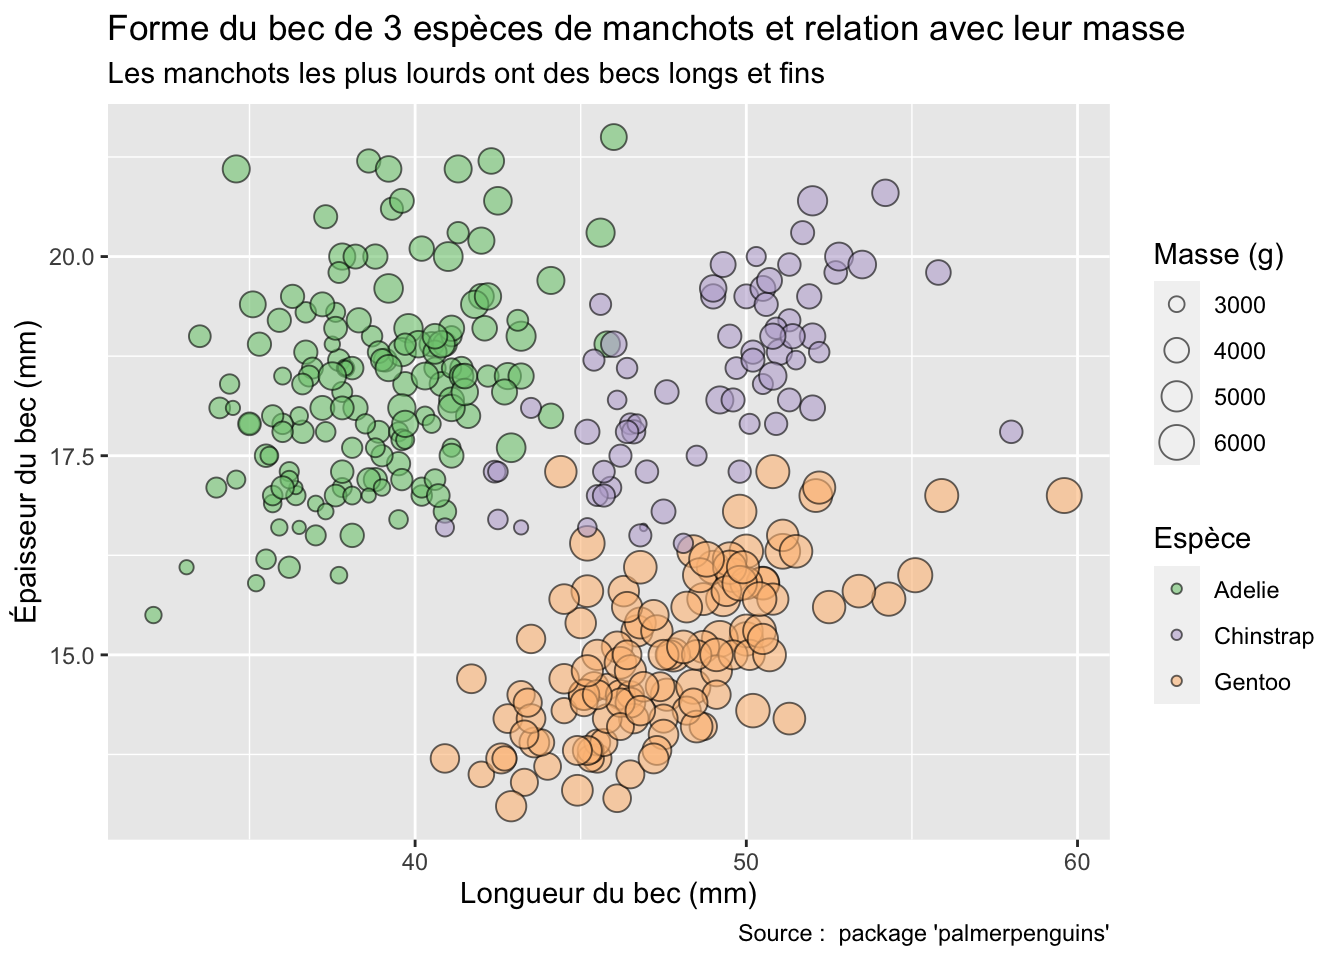 Forme du bec de 3 espèces de manchots et relation avec leur masse
Les manchots les plus lourds ont des becs longs et fins
20.0
17.5
15.0
Épaisseur du bec (mm)
40
50
60
Longueur du bec (mm)
Masse (g)
3000
4000
5000
6000
Espèce
Adelie
Chinstrap
Gentoo
Source :  package 'palmerpenguins'